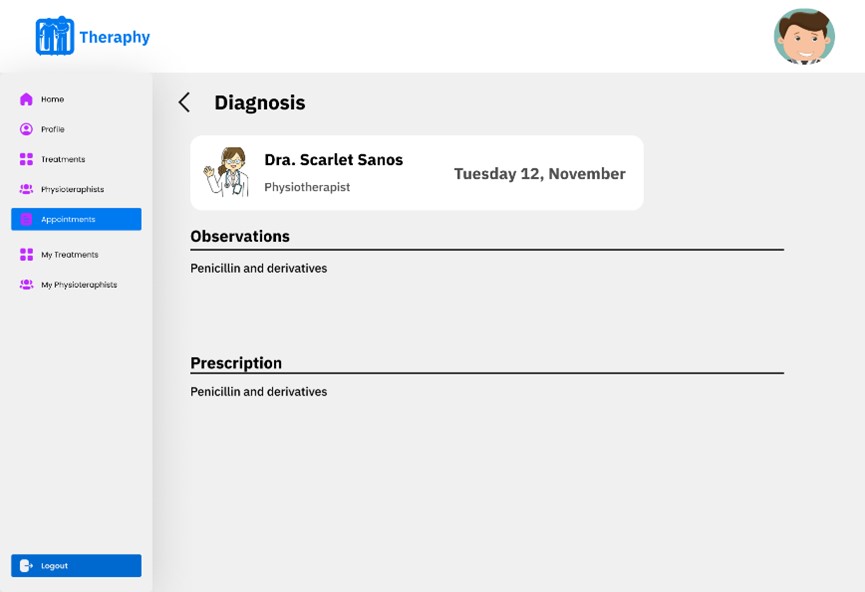 Theraphy
Home
Profile
Treatments
Physioteraphists
Appointments
My Treatments
My Physioteraphists
Logout
Diagnosis
Dra. Scarlet Sanos
Physiotherapist
Tuesday 12, November
Observations
Penicillin and derivatives
Prescription
Penicillin and derivatives